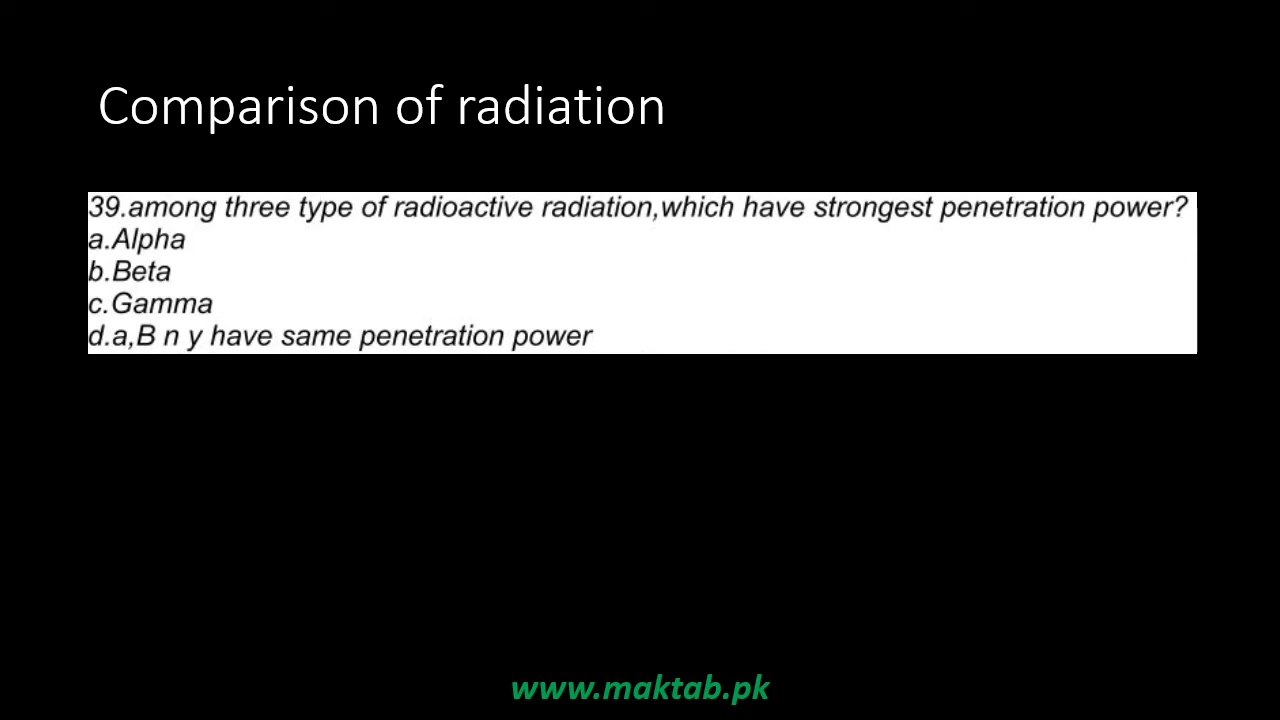 Comparison of radiation
39.among three type of radioactive radiation,which have strongest penetration power?
a.Alpha
b.Beta
c.Gamma
d.a,B n y have same penetration power
www.maktab.pk